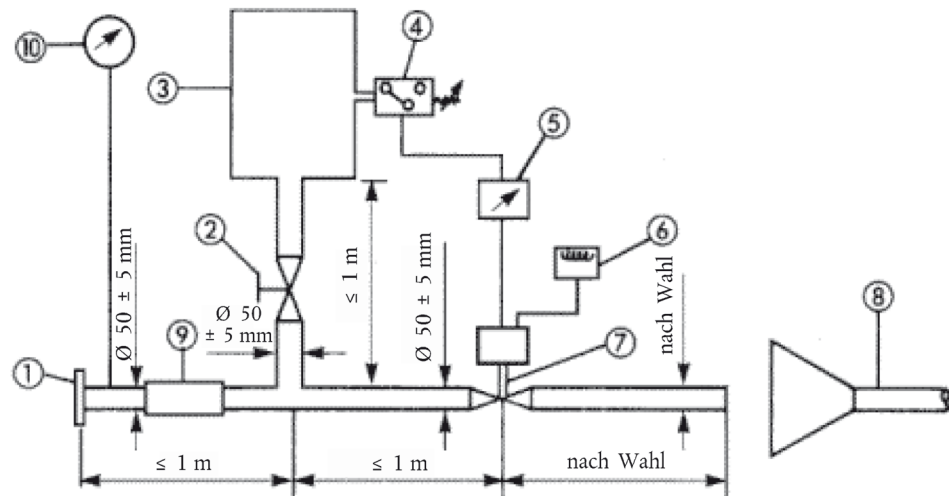 ⑩
③
④
⑤
②
⑥
Ø 50 ± 5 mm
Ø 50
± 5 mm
≤ 1 m
Ø 50 ± 5 mm
nach Wahl
⑦
⑧
⑨
①
≤ 1 m
≤ 1 m
nach Wahl